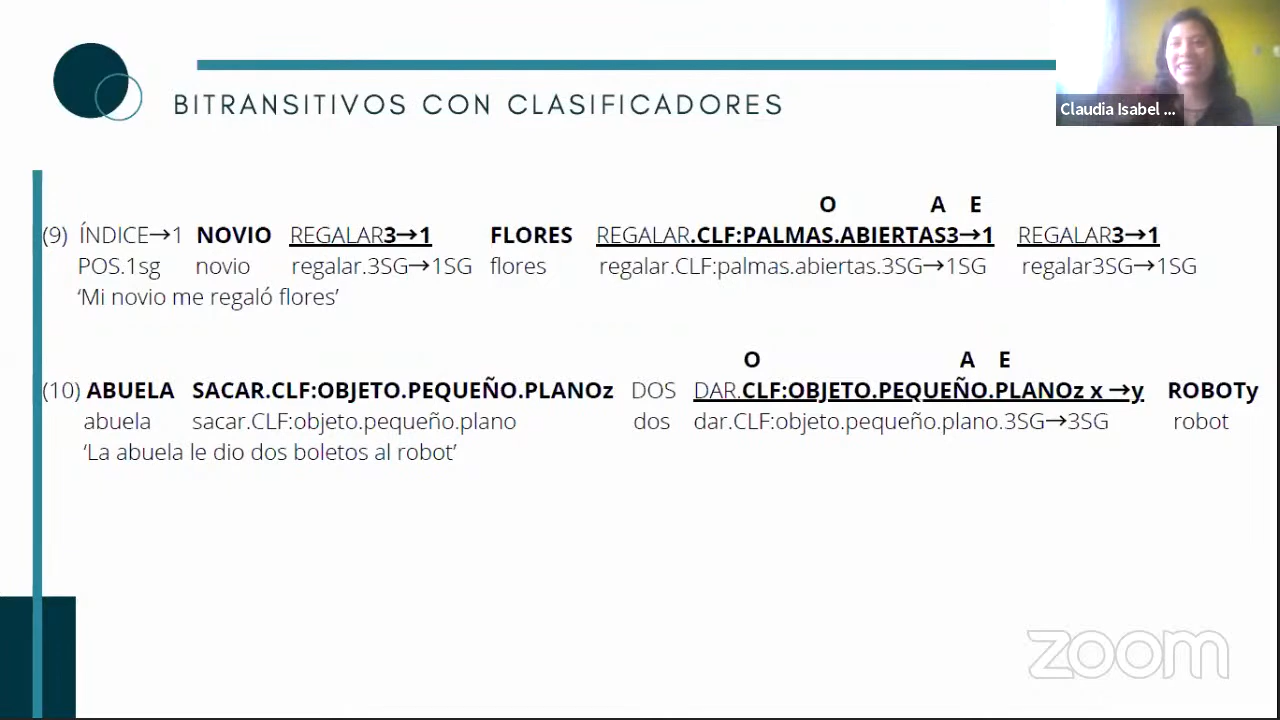 Claudia Isabel ...
BITRANSITIVOS CON CLASIFICADORES
O A E
(9) ÍNDICE→1 NOVIO REGALAR3→1 FLORES REGALAR.CLF:PALMAS.ABIERTAS3→1 REGALAR3→1
POS.1sg novio regalar.3SG→1SG flores regalar.CLF:palmas.abiertas.3SG→1SG regalar3SG→1SG
‘Mi novio me regaló flores’
O A E
(10) ABUELA SACAR.CLF:OBJETO.PEQUEÑO.PLANOz DOS DAR.CLF:OBJETO.PEQUEÑO.PLANOz x →y ROBOTy
abuela sacar.CLF:objeto.pequeño.plano dos dar.CLF:objeto.pequeño.plano.3SG→3SG robot
‘La abuela le dio dos boletos al robot’
zoom